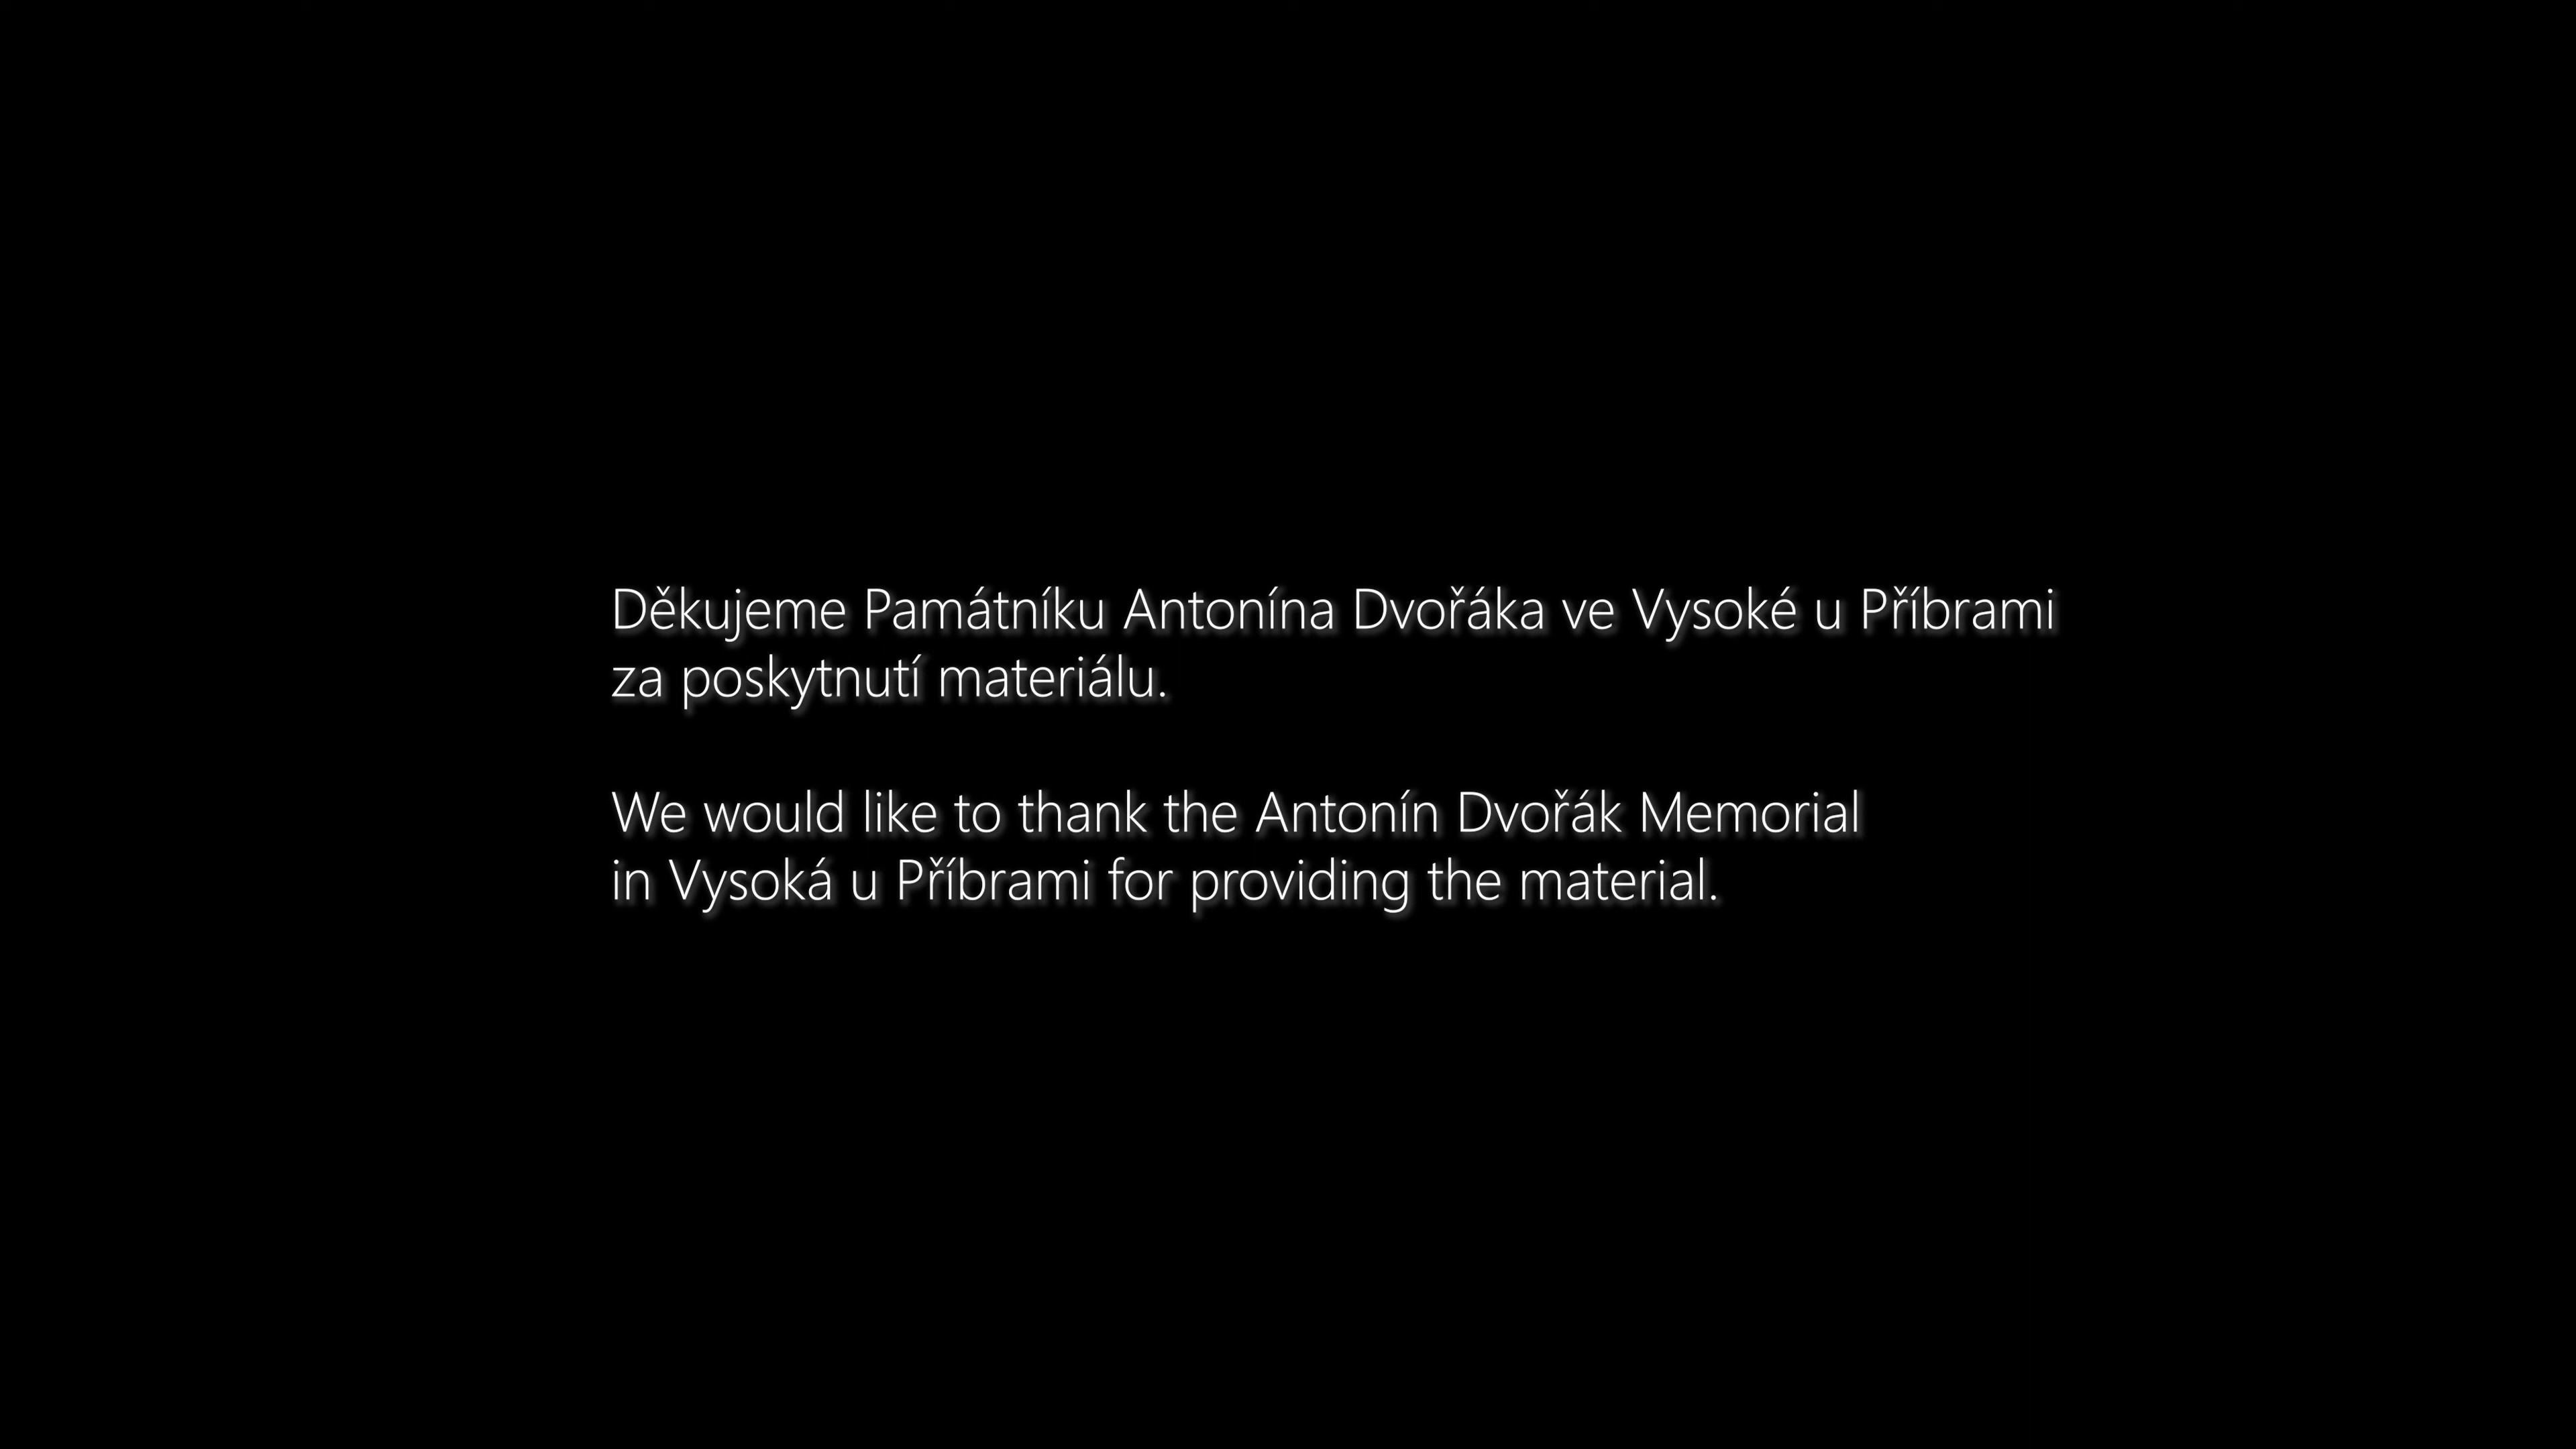 Děkujeme Památníku Antonína Dvořáka ve Vysoké u Příbrami
za poskytnutí materiálu.
We would like to thank the Antonín Dvořák Memorial
in Vysoká u Příbrami for providing the material.